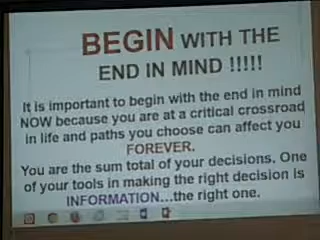 BEGIN WITH THE
END IN MIND !!!!!
It is important to begin with the end in mind
NOW because you are at a critical crossroad
in life and paths you choose can affect you
FOREVER.
You are the sum total of your decisions. One
of your tools in making the right decision is
INFORMATION...the right one.